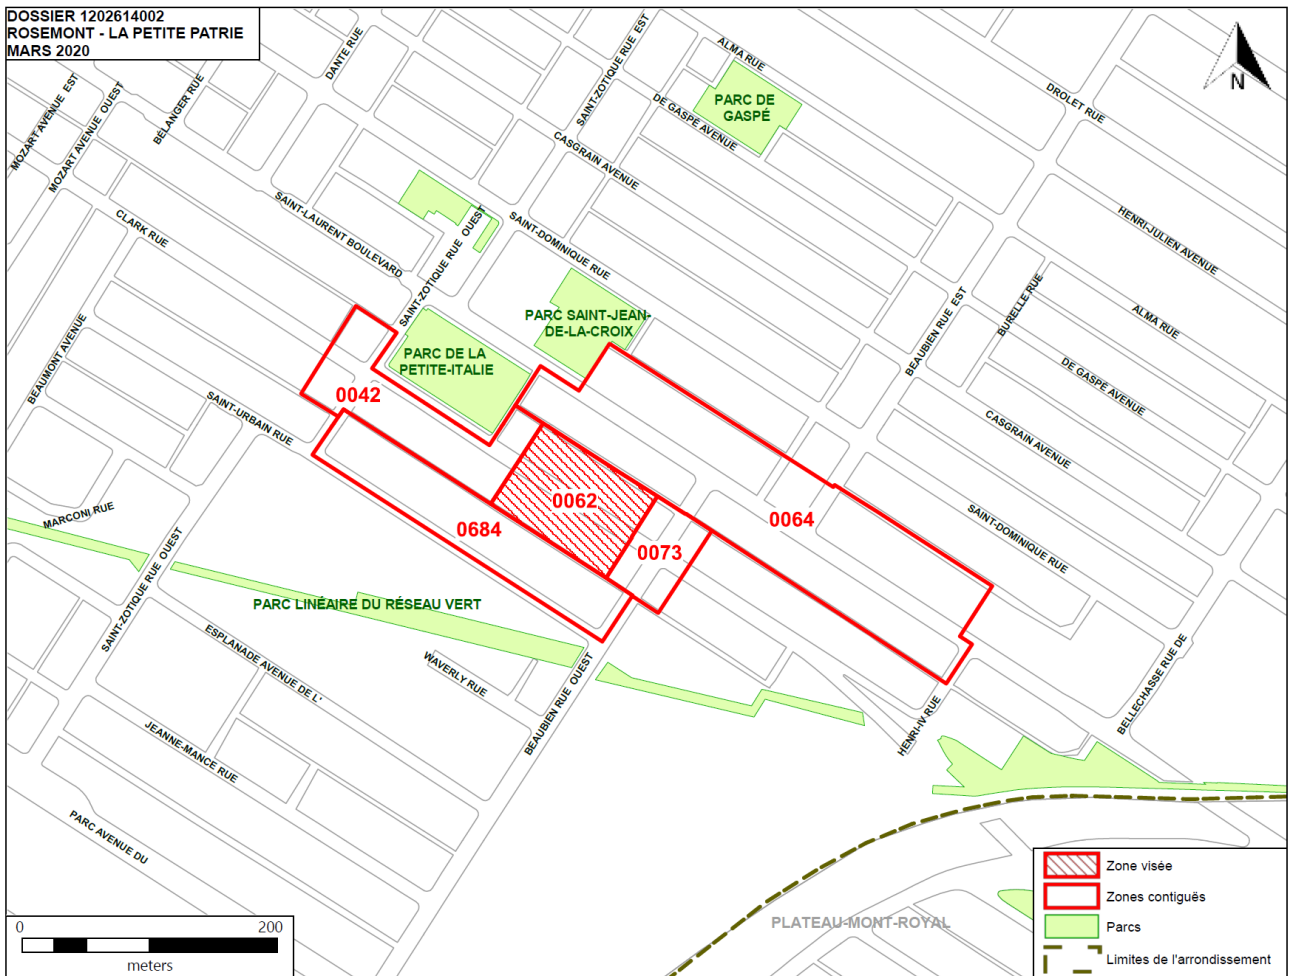 DOSSIER 1202614002
ROSEMONT - LA PETITE PATRIE
MARS 2020
N
MOZART AVENUE EST
MOZART AVENUE OUEST
BÉLANGER RUE
DANTE RUE
SAINT-ZOTIQUE RUE EST
ALMA RUE
PARC DE
GASPÉ
DE GASPÉ AVENUE
DROLET RUE
CASGRAIN AVENUE
HENRI-JULIEN AVENUE
CLARK RUE
SAINT-LAURENT BOULEVARD
SAINT-ZOTIQUE RUE OUEST
SAINT-DOMINIQUE RUE
BEAUBIEN RUE EST
BURELLE RUE
ALMA RUE
PARC SAINT-JEAN-
DE-LA-CROIX
BEAUMONT AVENUE
PARC DE LA
PETITE-ITALIE
DE GASPÉ AVENUE
0042
SAINT-URBAIN RUE
CASGRAIN AVENUE
0062
0064
0684
0073
SAINT-DOMINIQUE RUE
MARCONI RUE
SAINT-ZOTIQUE RUE OUEST
PARC LINÉAIRE DU RÉSEAU VERT
ESPLANADE AVENUE DE L'
WAVERLY RUE
BEAUBIEN RUE OUEST
HENRI-IV RUE
BELLECHASSE RUE DE
JEANNE-MANCE RUE
PARC AVENUE DU
PLATEAU-MONT-ROYAL
0 200
meters
Zone visée
Zones contiguës
Parcs
Limites de l'arrondissement